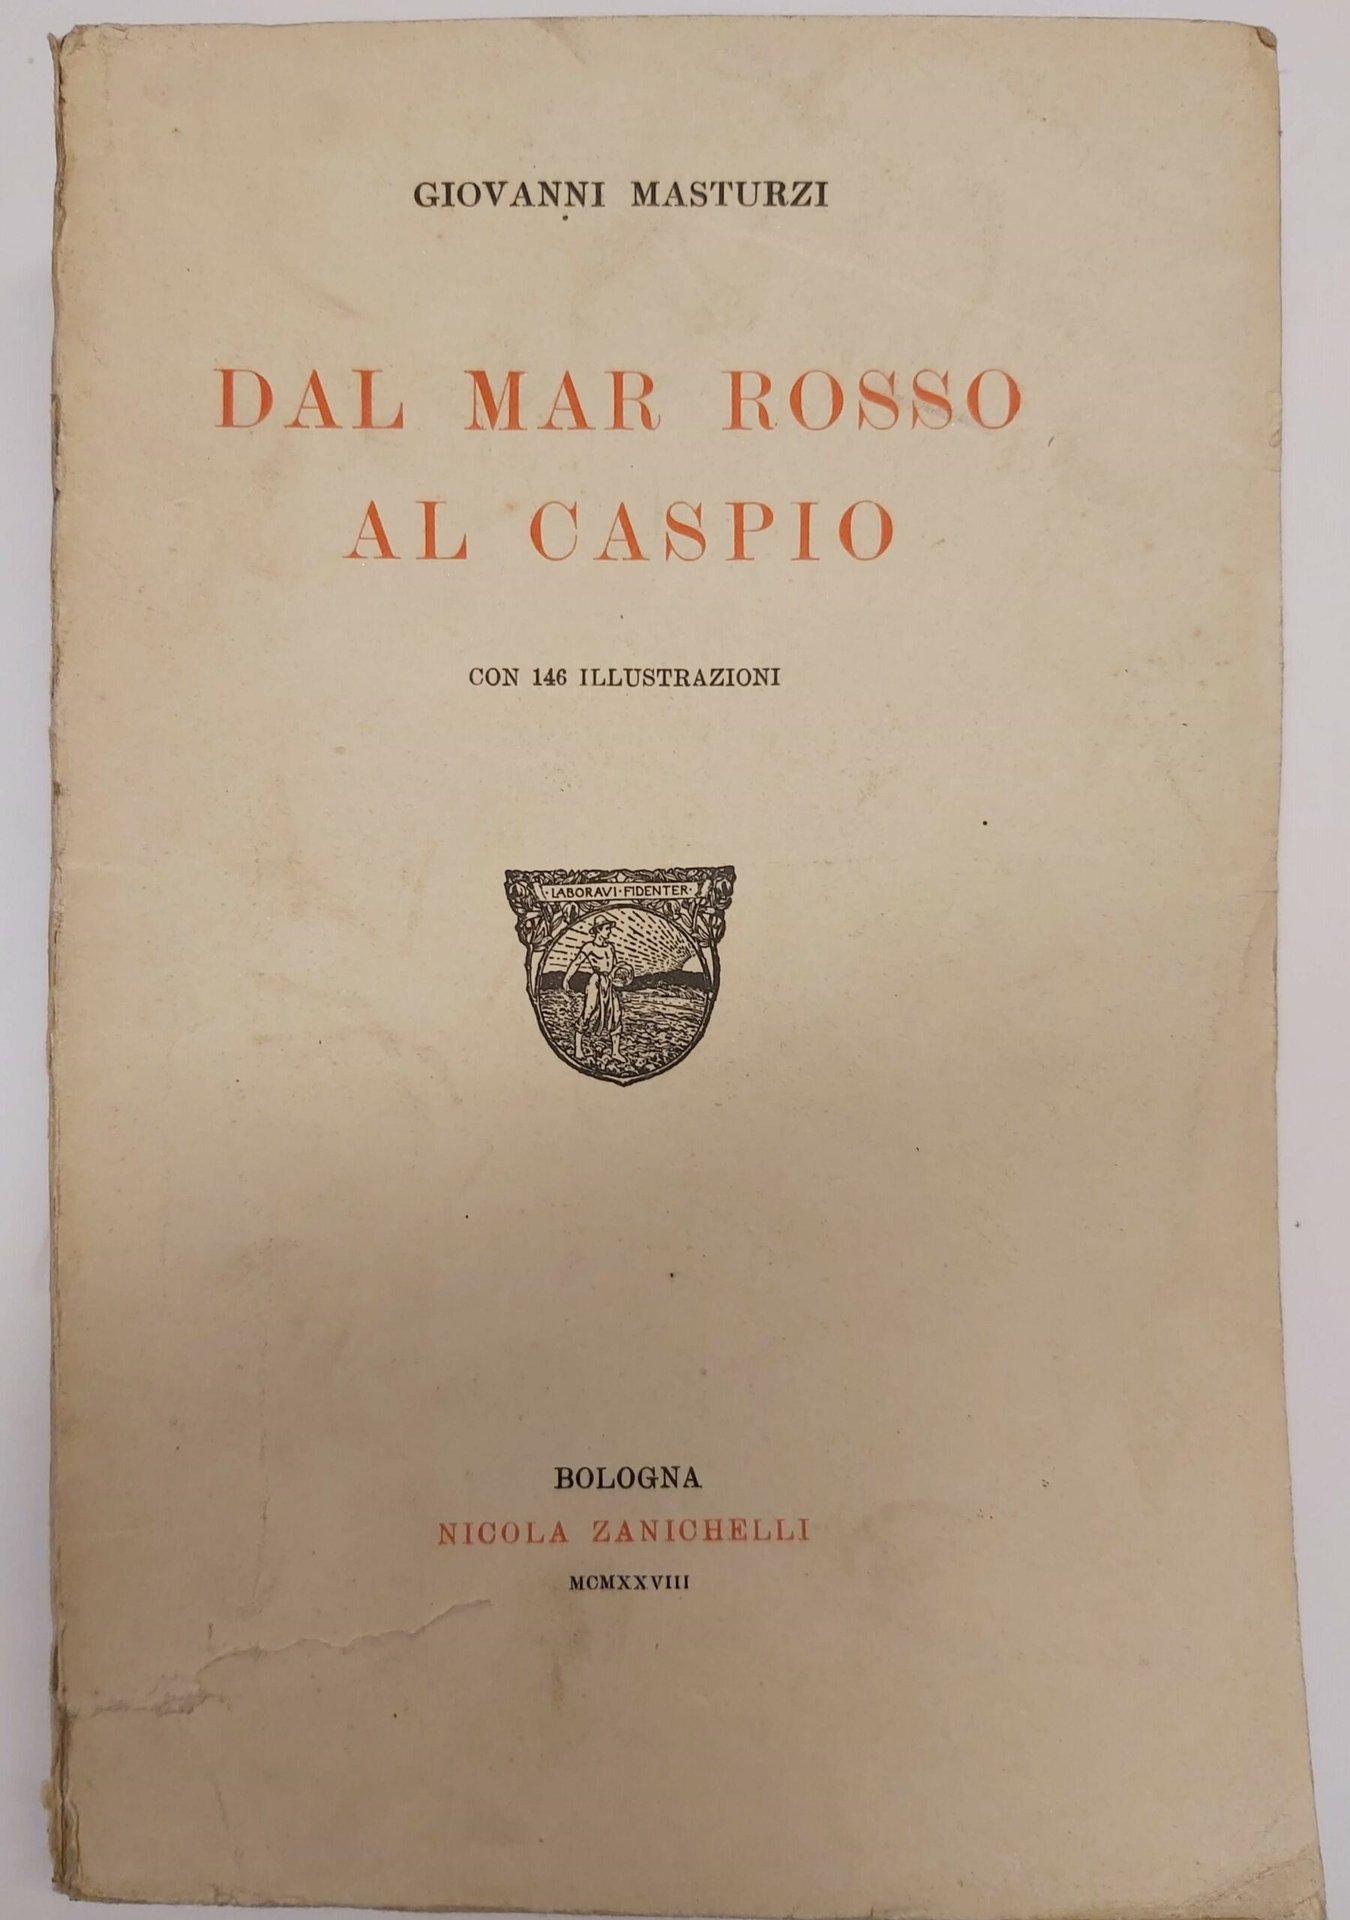 GIOVANNI MASTURZI
DAL MAR ROSSO
AL CASPIO
CON 146 ILLUSTRAZIONI
·LABORAVI·FIDENTER·
BOLOGNA
NICOLA ZANICHELLI
MCMXXVIII